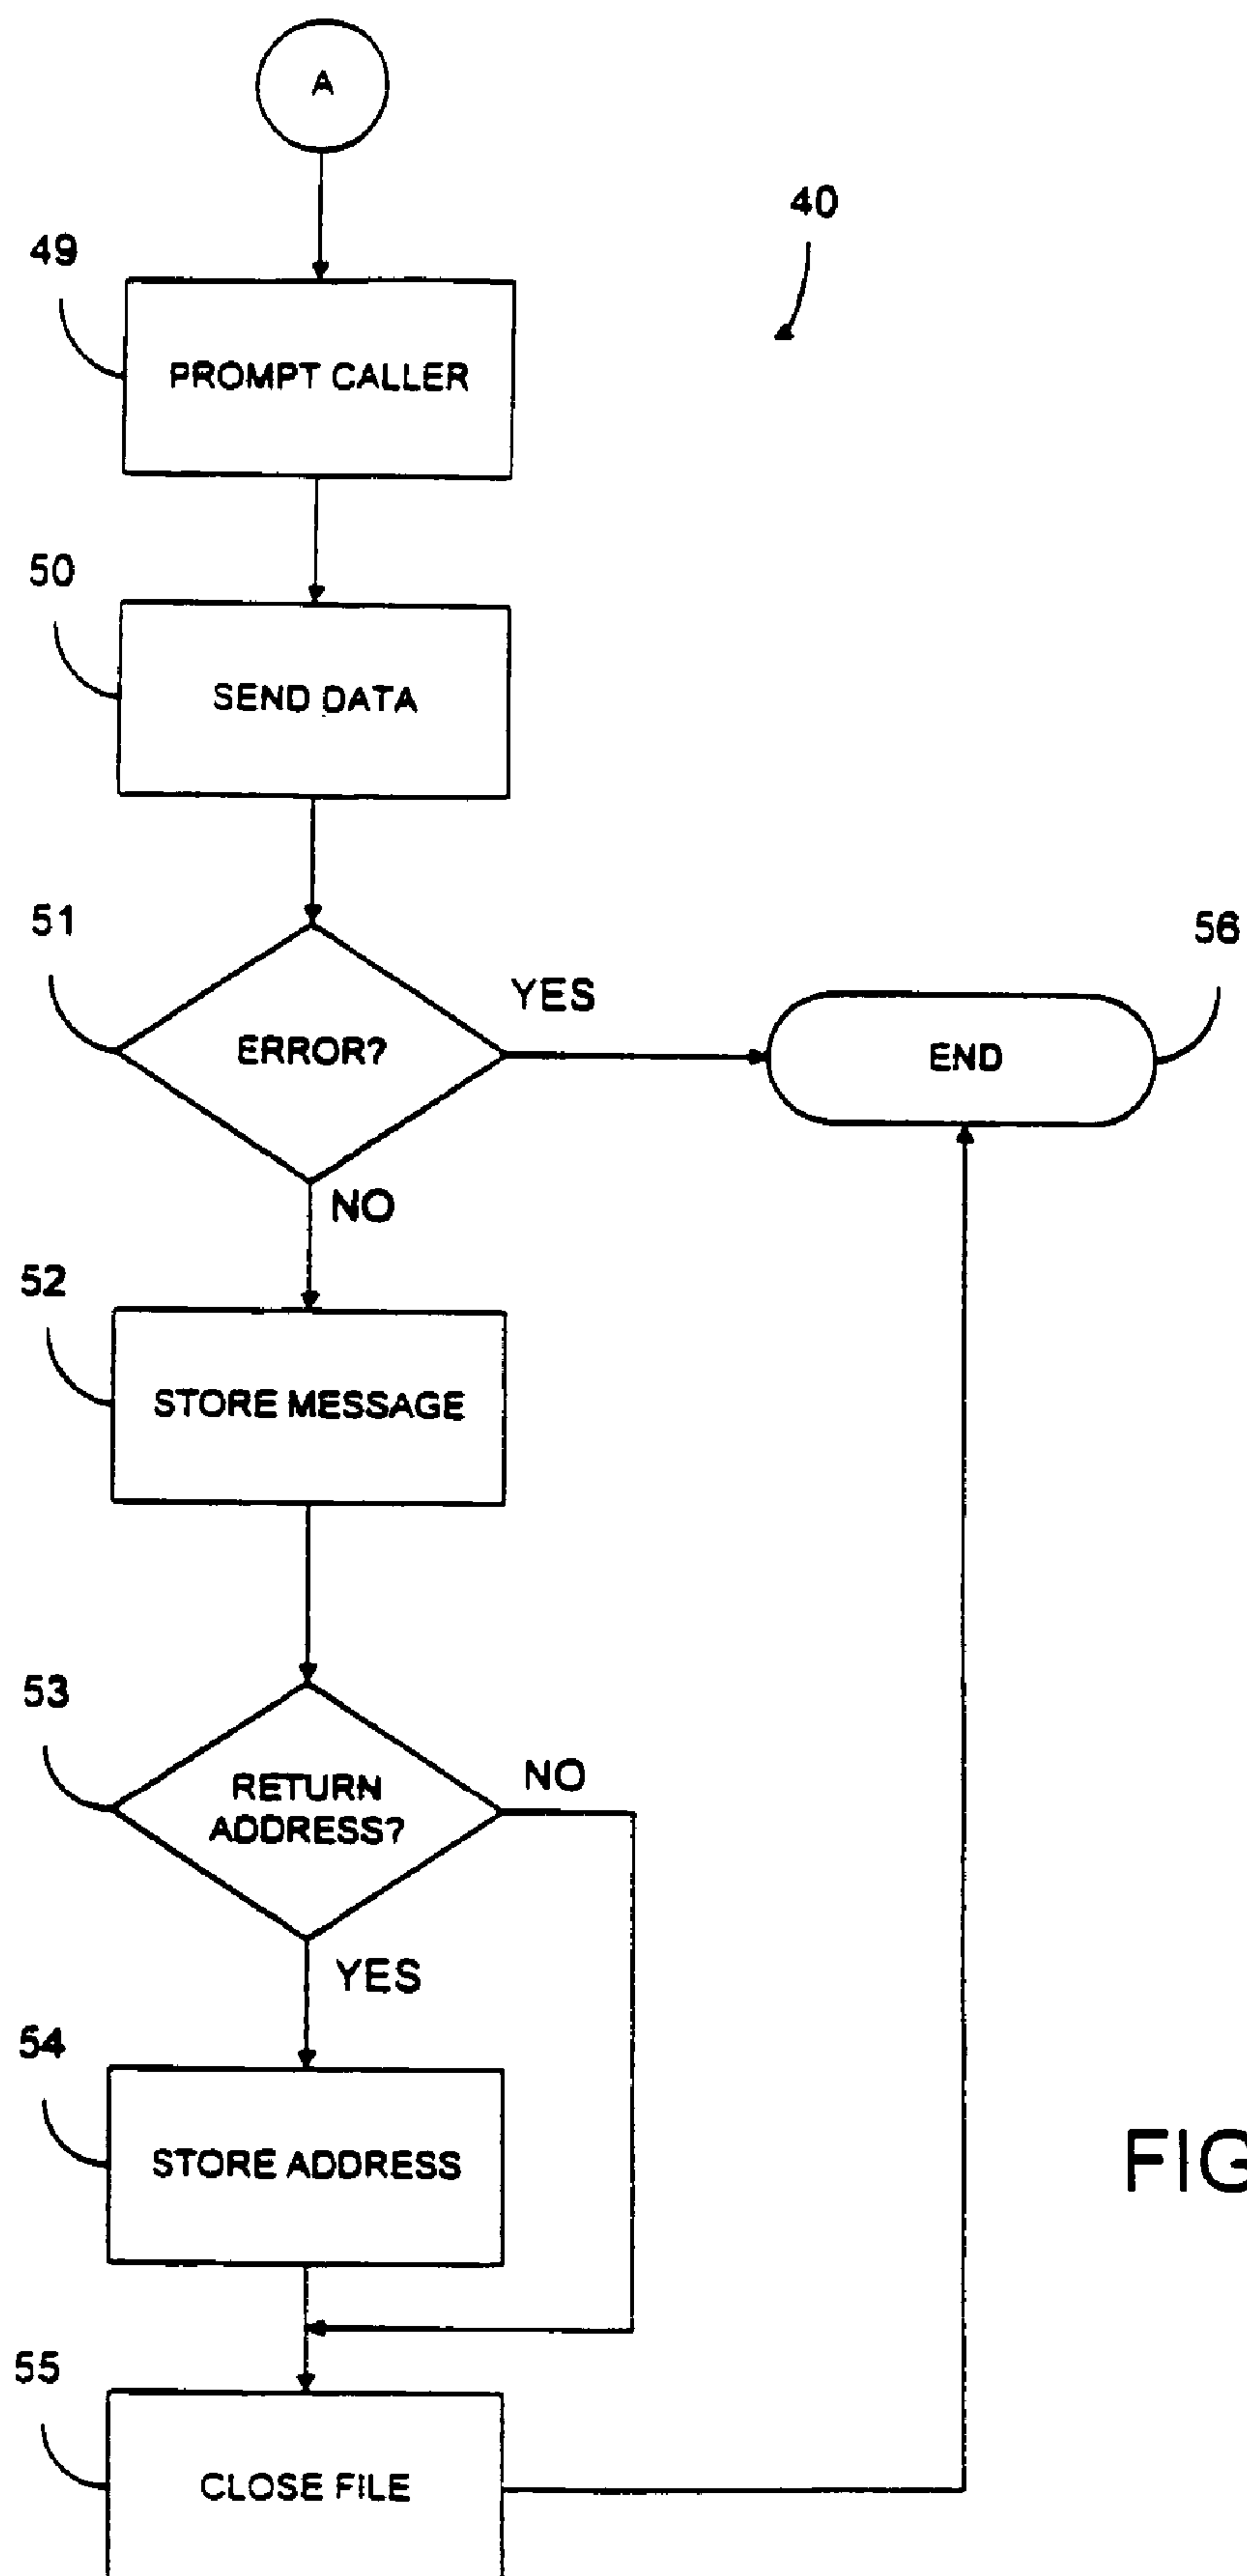 A
40
49
PROMPT CALLER
50
SEND DATA
51
ERROR?
YES
END
56
NO
52
STORE MESSAGE
53
RETURN
ADDRESS?
NO
YES
54
STORE ADDRESS
FIG
55
CLOSE FILE